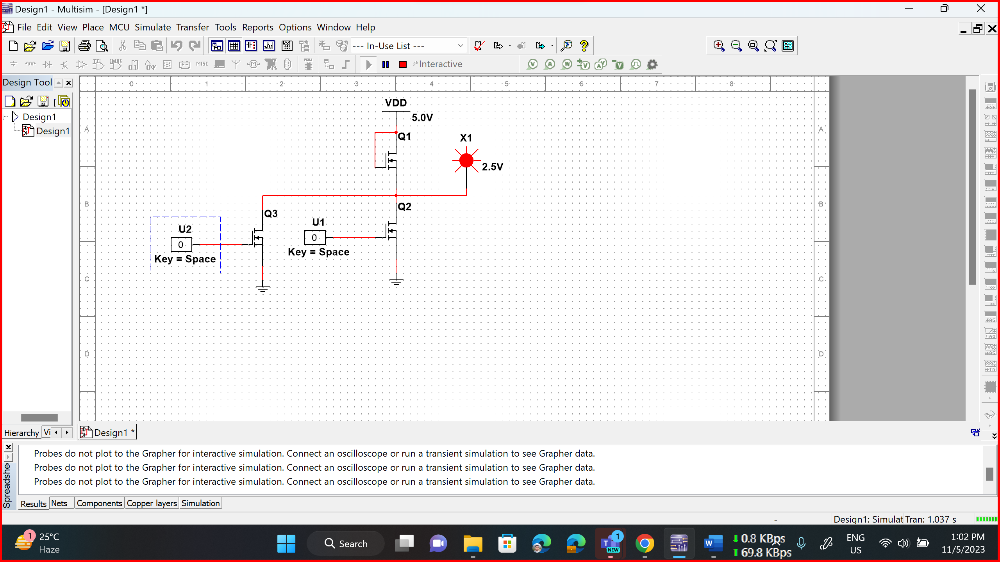 Design1 - Multisim - [Design1 *]
File Edit View Place MCU Simulate Transfer Tools Reports Options Window Help
--- In-Use List ---
MISC
Interactive
Design Tool
Design1
Design1
0 1 2 3 4 5 6 7 8
A A
B B
C C
D D
VDD
5.0V
Q1
X1
2.5V
Q2
Q3
U1
0
Key = Space
U2
0
Key = Space
Hierarchy Vi
Design1 *
Spreadshee
Probes do not plot to the Grapher for interactive simulation. Connect an oscilloscope or run a transient simulation to see Grapher data.
Probes do not plot to the Grapher for interactive simulation. Connect an oscilloscope or run a transient simulation to see Grapher data.
Probes do not plot to the Grapher for interactive simulation. Connect an oscilloscope or run a transient simulation to see Grapher data.
Results Nets Components Copper layers Simulation
- Design1: Simulat Tran: 1.037 s
1
25°C
Haze
Search
1
NEW
0.8 KBps
69.8 KBps
ENG
US
1:02 PM
11/5/2023